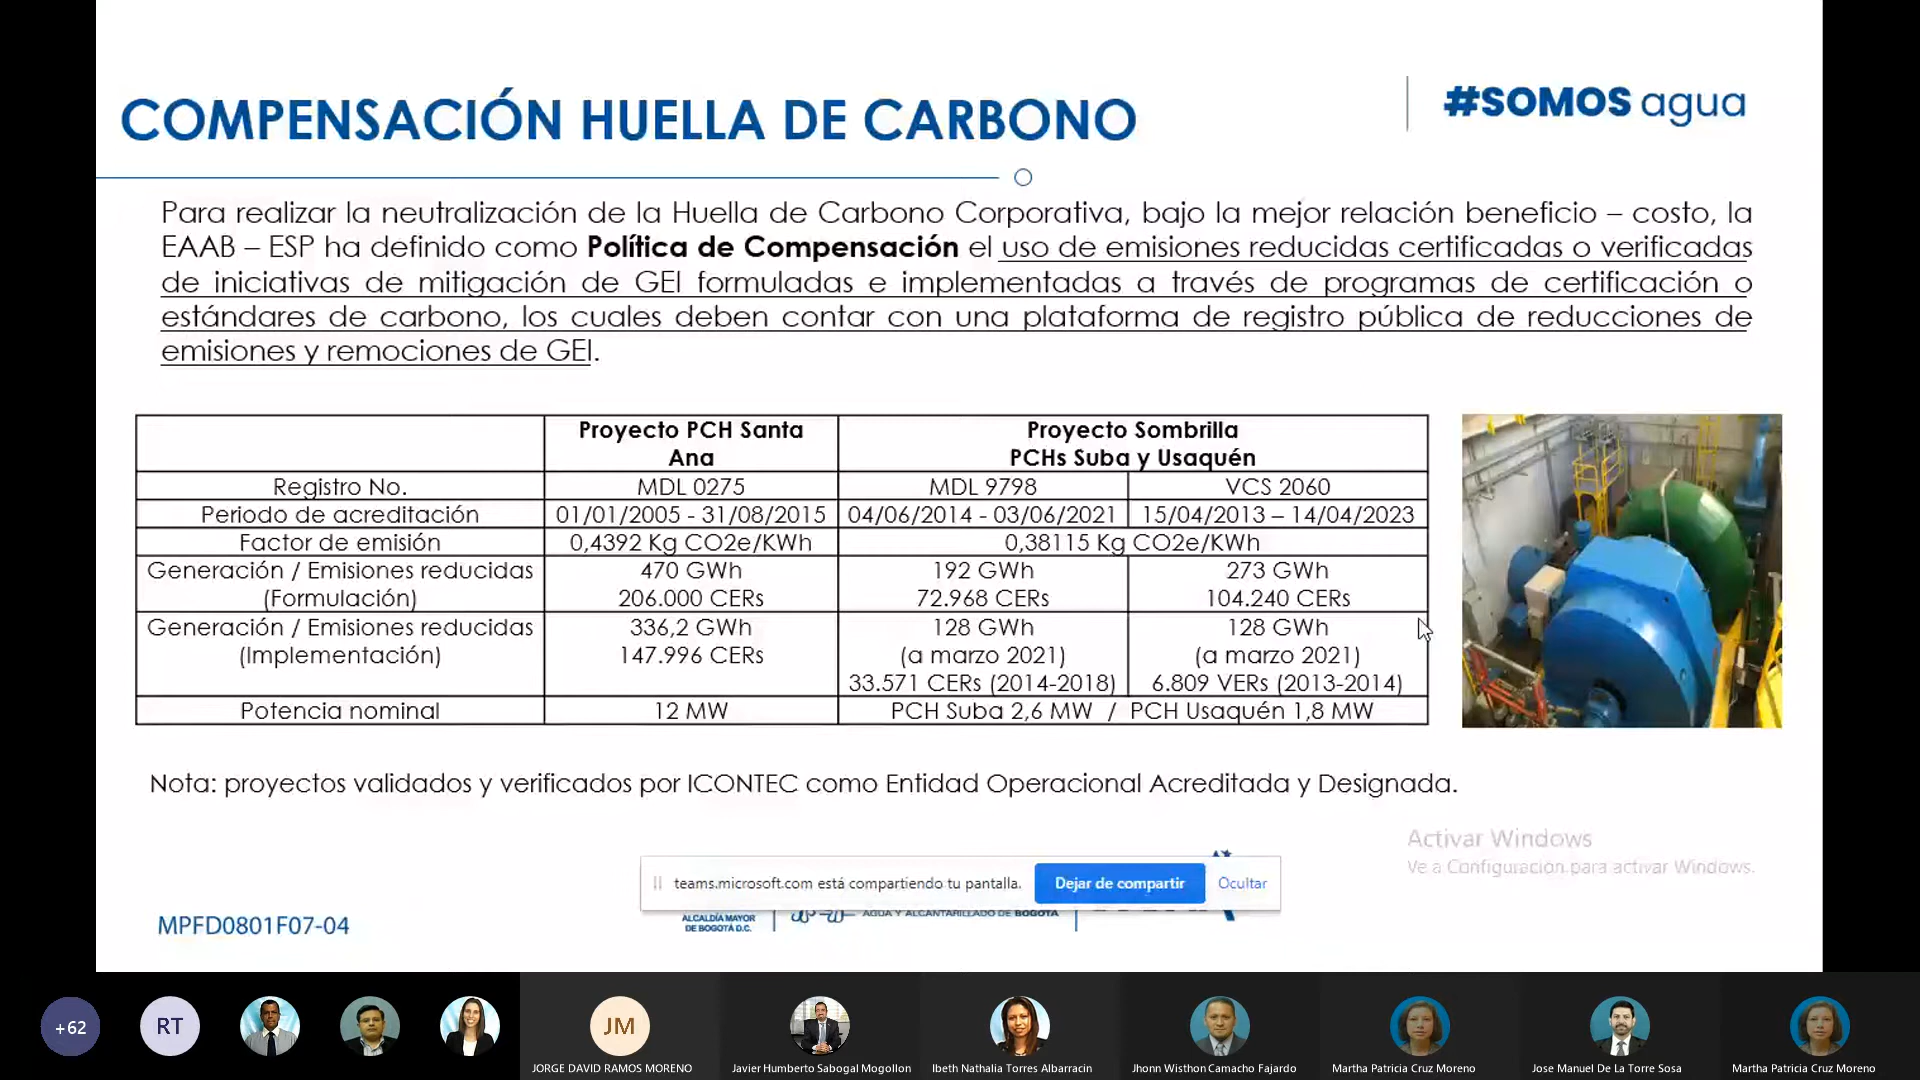 COMPENSACIÓN HUELLA DE CARBONO
#SOMOS agua
Para realizar la neutralización de la Huella de Carbono Corporativa, bajo la mejor relación beneficio – costo, la
EAAB – ESP ha definido como Política de Compensación el uso de emisiones reducidas certificadas o verificadas
de iniciativas de mitigación de GEI formuladas e implementadas a través de programas de certificación o
estándares de carbono, los cuales deben contar con una plataforma de registro pública de reducciones de
emisiones y remociones de GEI.
Proyecto PCH Santa
Ana
Proyecto Sombrilla
PCHs Suba y Usaquén
Registro No. MDL 0275 MDL 9798 VCS 2060
Periodo de acreditación 01/01/2005 - 31/08/2015 04/06/2014 - 03/06/2021 15/04/2013 – 14/04/2023
Factor de emisión 0,4392 Kg CO2e/KWh 0,38115 Kg CO2e/KWh
Generación / Emisiones reducidas 470 GWh 192 GWh 273 GWh
(Formulación) 206.000 CERs 72.968 CERs 104.240 CERs
Generación / Emisiones reducidas 336,2 GWh 128 GWh 128 GWh
(Implementación) 147.996 CERs (a marzo 2021) (a marzo 2021)
33.571 CERs (2014-2018) 6.809 VERs (2013-2014)
Potencia nominal 12 MW PCH Suba 2,6 MW / PCH Usaquén 1,8 MW
Nota: proyectos validados y verificados por ICONTEC como Entidad Operacional Acreditada y Designada.
Activar Windows
Ve a Configuración para activar Windows.
teams.microsoft.com está compartiendo tu pantalla. Dejar de compartir Ocultar
ALCALDÍA MAYOR
DE BOGOTÁ D.C.
AGUA Y ALCANTARILLADO DE BOGOTÁ
MPFD0801F07-04
+62
RT
JM
JORGE DAVID RAMOS MORENO
Javier Humberto Sabogal Mogollon
Ibeth Nathalia Torres Albarracin
Jhonn Wisthon Camacho Fajardo
Martha Patricia Cruz Moreno
Jose Manuel De La Torre Sosa
Martha Patricia Cruz Moreno